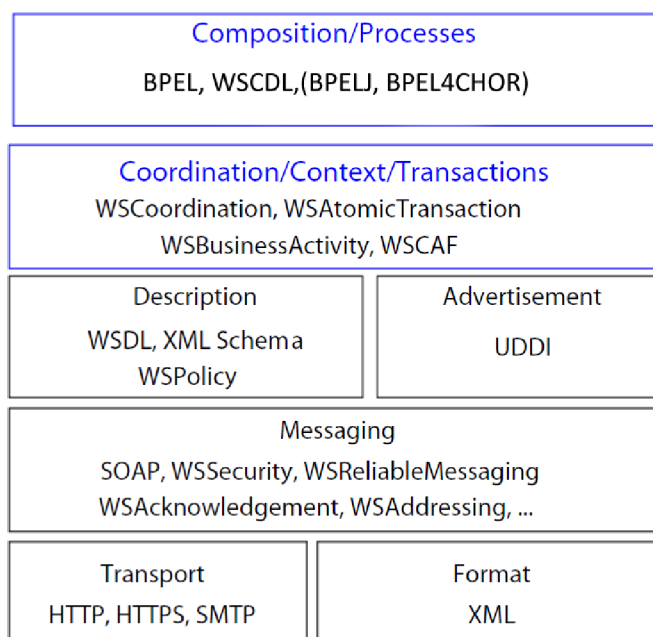 Composition/Processes
BPEL, WSCDL,(BPELJ, BPEL4CHOR)
Coordination/Context/Transactions
WSCoordination, WSAtomicTransaction
WSBusinessActivity, WSCAF
Description
WSDL, XML Schema
WSPolicy
Advertisement
UDDI
Messaging
SOAP, WSSecurity, WSReliableMessaging
WSAcknowledgement, WSAddressing, ...
Transport
HTTP, HTTPS, SMTP
Format
XML